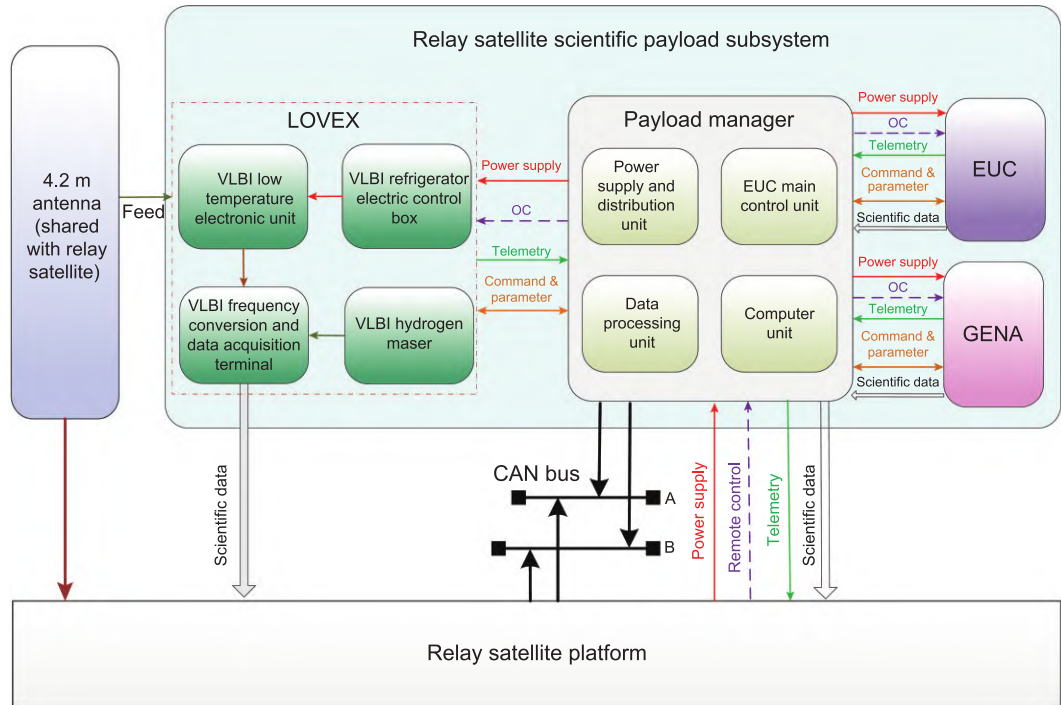 Relay satellite scientific payload subsystem
4.2 m
antenna
(shared
with relay
satellite)
Feed
LOVEX
VLBI low
temperature
electronic unit
VLBI refrigerator
electric control
box
VLBI frequency
conversion and
data acquisition
terminal
VLBI hydrogen
maser
Power supply
OC
Telemetry
Command &
parameter
Payload manager
Power
supply and
distribution
unit
EUC main
control unit
Data
processing
unit
Computer
unit
Power supply
OC
Telemetry
Command &
parameter
Scientific data
EUC
Power supply
OC
Telemetry
Command &
parameter
Scientific data
GENA
Scientific data
CAN bus
A
B
Power supply
Remote control
Telemetry
Scientific data
Relay satellite platform